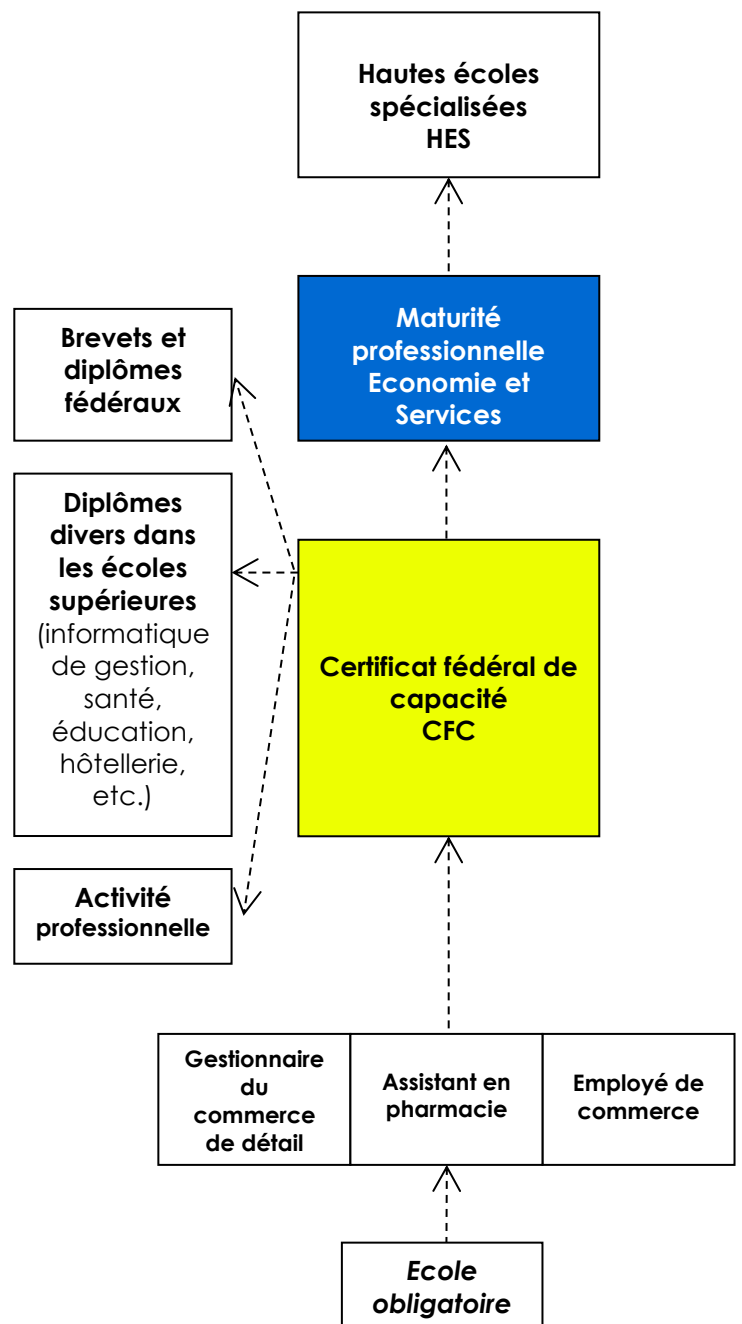 Hautes écoles
spécialisées
HES
Maturité
professionnelle
Economie et
Services
Brevets et
diplômes
fédéraux
Diplômes
divers dans
les écoles
supérieures
(informatique
de gestion,
santé,
éducation,
hôtellerie,
etc.)
Certificat fédéral de
capacité
CFC
Activité
professionnelle
Gestionnaire
du
commerce
de détail
Assistant en
pharmacie
Employé de
commerce
Ecole
obligatoire